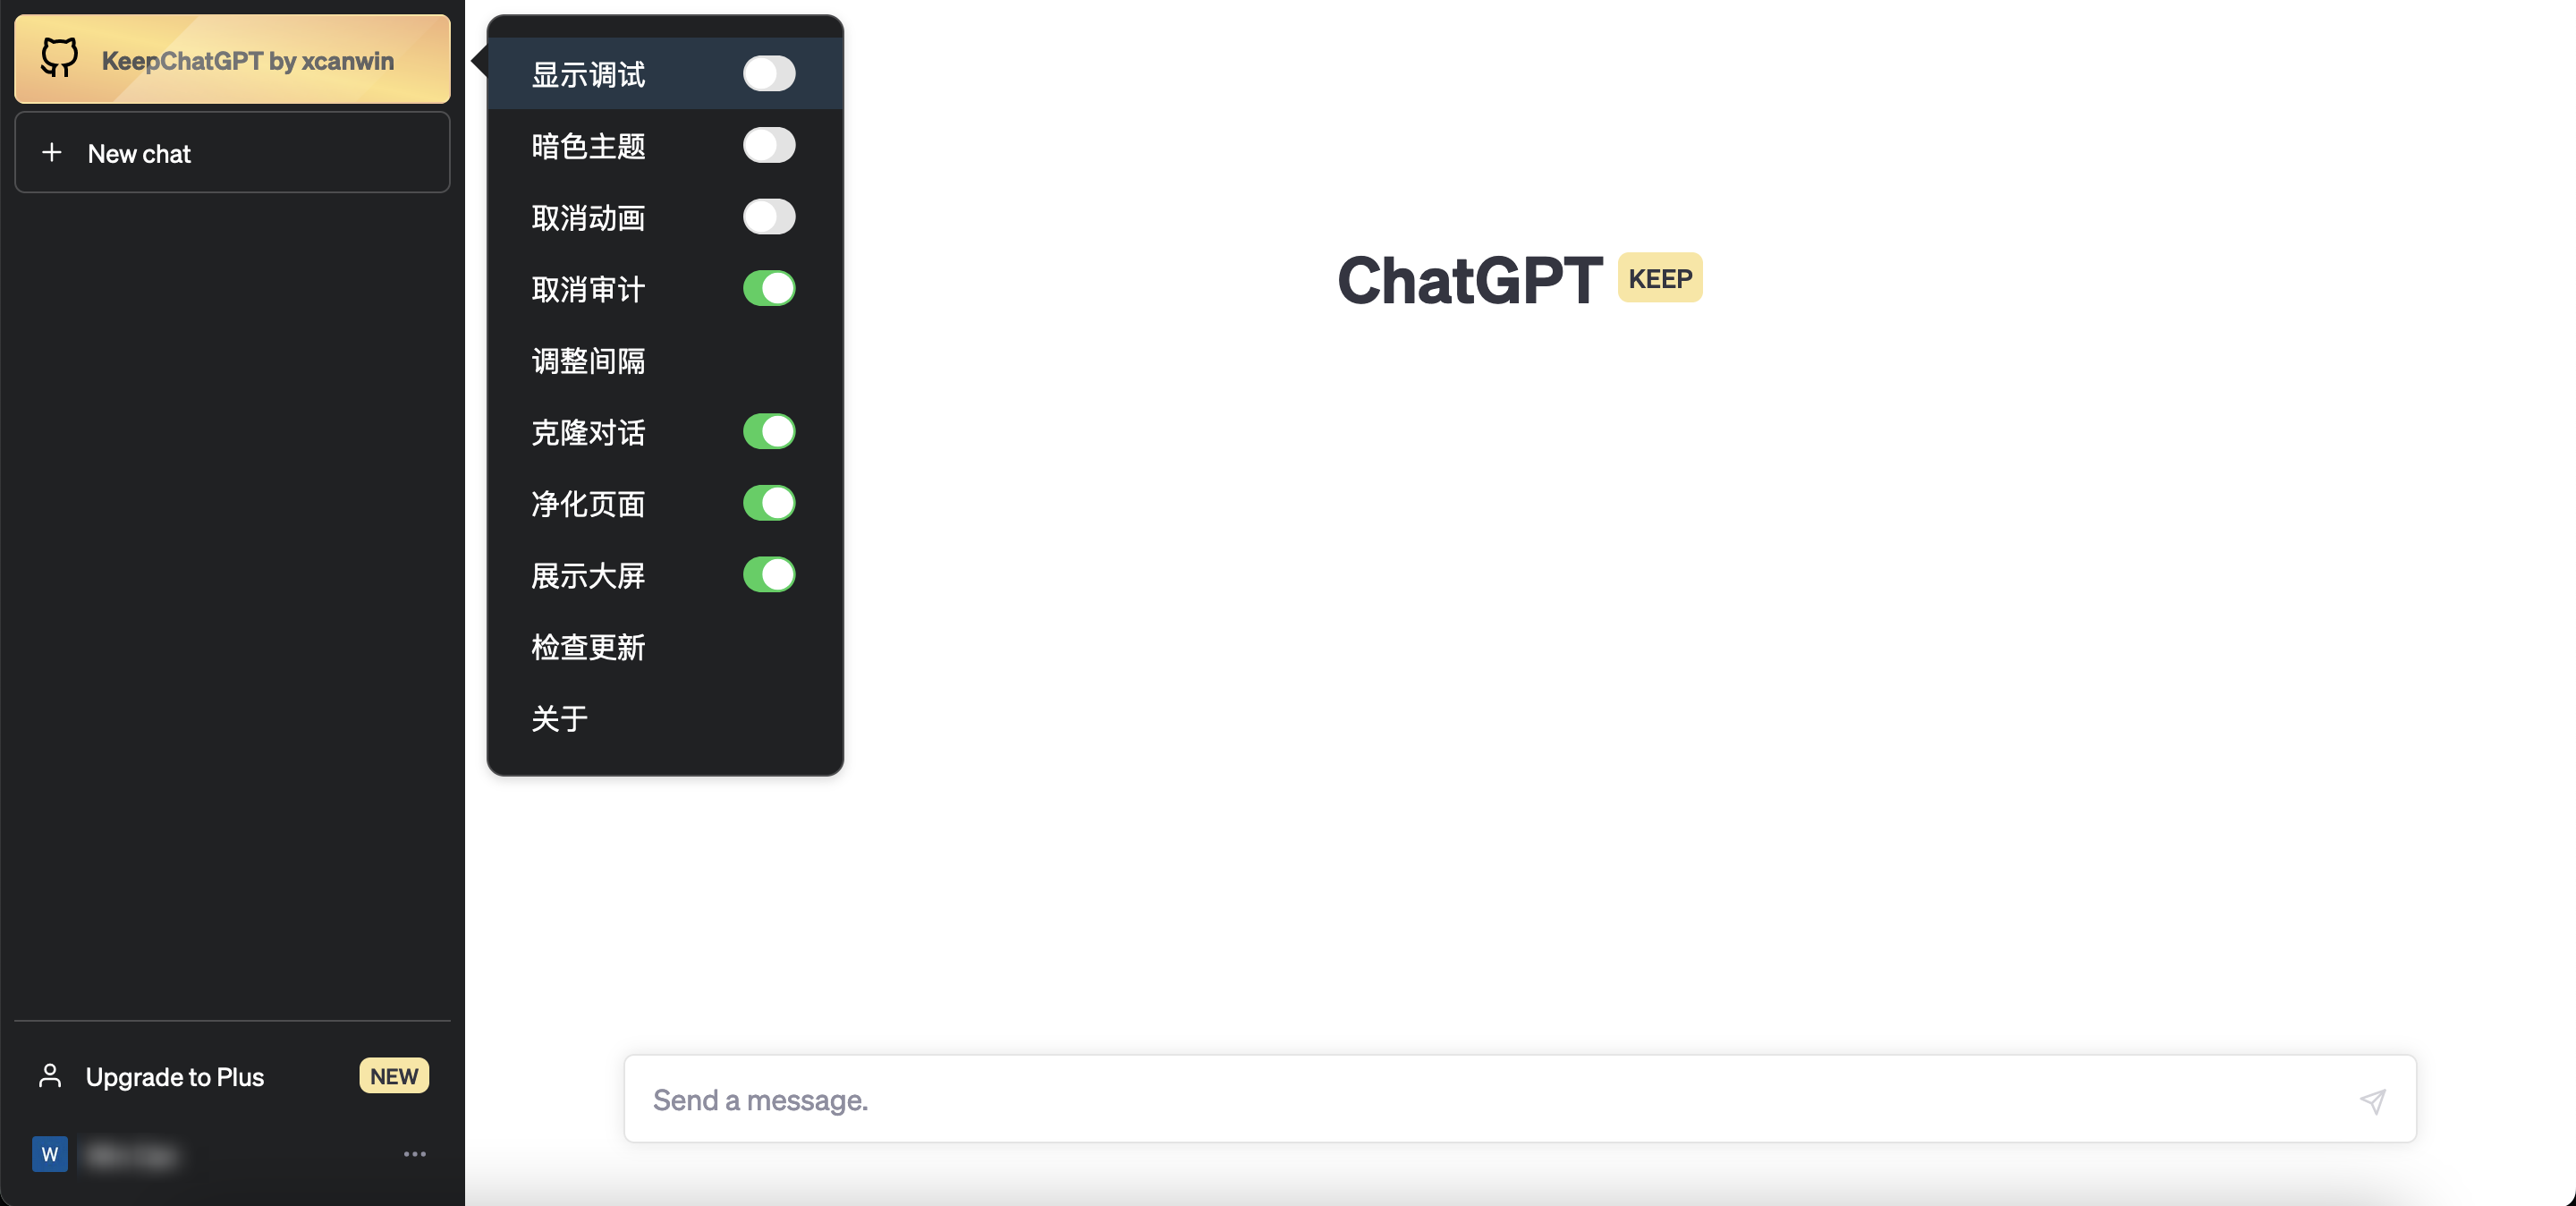 KeepChatGPT by xcanwin
New chat
显示调试
暗色主题
取消动画
取消审计
调整间隔
克隆对话
净化页面
展示大屏
检查更新
关于
ChatGPT KEEP
Send a message.
Upgrade to Plus NEW
W